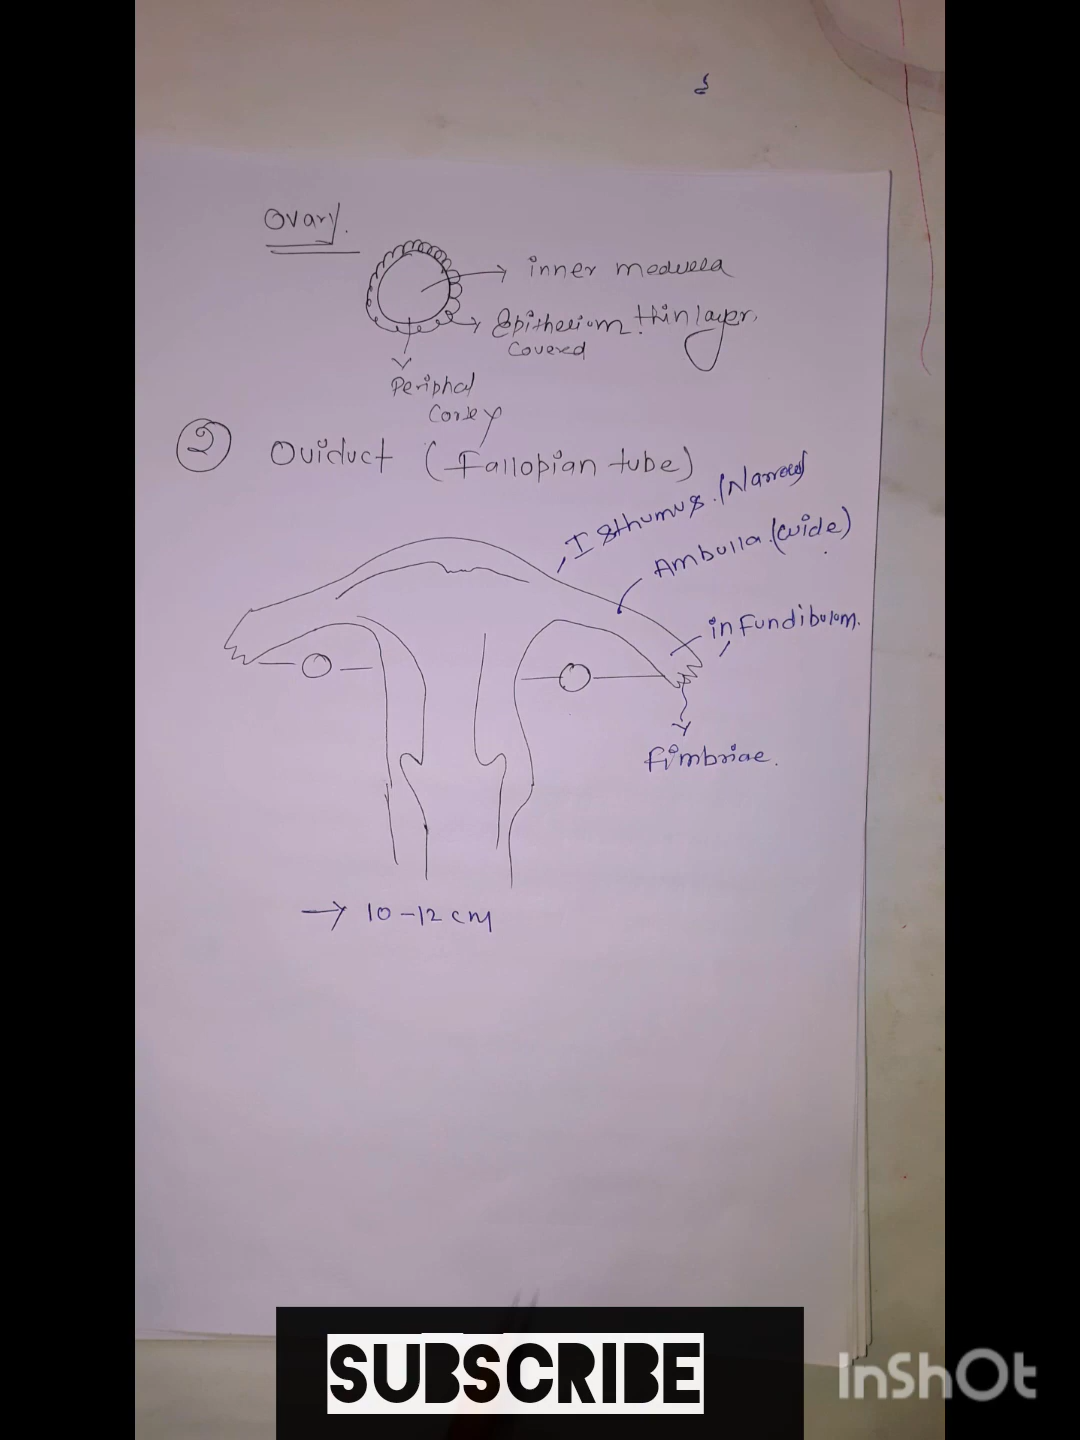 Ovary.
inner medulla
Epithelium thin layer.
covered
Periphal
Cortex
2 Oviduct (Fallopian tube)
Isthumus. (Narrow)
Ambulla. (wide)
infundibulum.
fimbriae.
→ 10-12 cm
SUBSCRIBE
InShOt